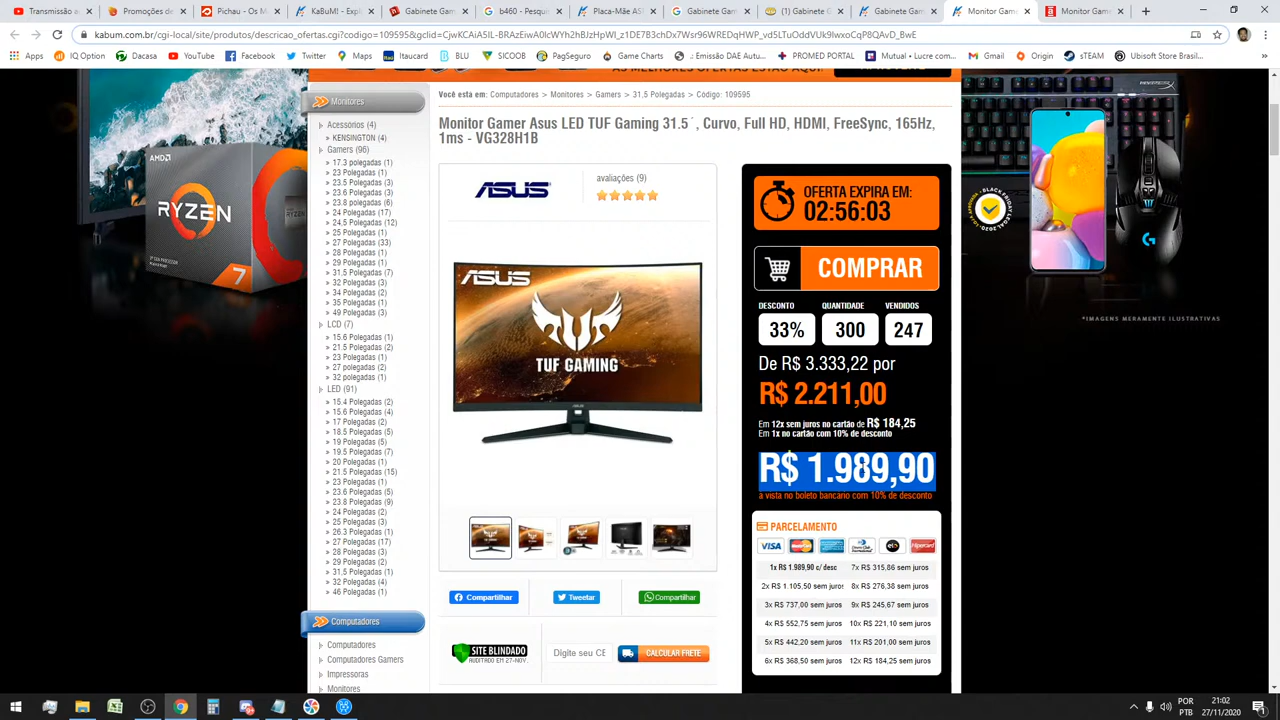 Transmissão e
Promoções de
Pichau - Os M
KaBuM! - Expl
Gabinete Gam
b460 - Pesquin
Placa-Mãe AS
Gabinete Gam
(1) Gabinete G
Gabinete Gam
Monitor Game
Monitor Game
kabum.com.br/cgi-local/site/produtos/descricao_ofertas.cgi?codigo=109595&gclid=
Apps
IQ Option
Dacasa
YouTube
Facebook
Twitter
Maps
Itaucard
BLU
SICOOB
PagSeguro
Game Charts
.: Emissão DAE Autu...
PROMED PORTAL
Mutual • Lucre com...
Gmail
Origin
sTEAM
Ubisoft Store Brasil...
Monitores
Acessorios (4)
KENSINGTON (4)
Gamers (96)
17.3 polegadas (1)
23 Polegadas (1)
23.5 Polegadas (3)
23.6 Polegadas (3)
23.8 polegadas (6)
24 Polegadas (17)
24,5 Polegadas (12)
25 Polegadas (1)
27 Polegadas (33)
28 Polegadas (1)
29 Polegadas (1)
31,5 Polegadas (7)
32 Polegadas (3)
34 Polegadas (2)
35 Polegadas (1)
49 Polegadas (3)
LCD (7)
15.6 Polegadas (1)
21.5 Polegadas (2)
23 Polegadas (1)
27 polegadas (2)
32 polegadas (1)
LED (91)
15.4 Polegadas (2)
15.6 Polegadas (4)
17 Polegadas (2)
18.5 Polegadas (5)
19 Polegadas (5)
19.5 Polegadas (7)
20 Polegadas (1)
21.5 Polegadas (15)
23 Polegadas (1)
23.6 Polegadas (5)
23.8 Polegadas (9)
24 Polegadas (2)
25 Polegadas (3)
26.3 Polegadas (1)
27 Polegadas (17)
28 Polegadas (3)
29 Polegadas (2)
31,5 Polegadas (1)
32 Polegadas (4)
46 Polegadas (1)
Computadores
Computadores
Computadores Gamers
Impressoras
Monitores
AMD
RYZEN
7
Você está em: Computadores > Monitores > Gamers > 31,5 Polegadas > Código: 109595
Monitor Gamer Asus LED TUF Gaming 31.5´, Curvo, Full HD, HDMI, FreeSync, 165Hz,
1ms - VG328H1B
ASUS
avaliações (9)
ASUS
TUF GAMING
Compartilhar
Tweetar
Compartilhar
SITE BLINDADO
AUDITADO EM 27-NOV.
Digite seu CE
CALCULAR FRETE
OFERTA EXPIRA EM:
02:56:03
COMPRAR
DESCONTO QUANTIDADE VENDIDOS
33% 300 247
De R$ 3.333,22 por
R$ 2.211,00
Em 12x sem juros no cartão de R$ 184,25
Em 1x no cartão com 10% de desconto
R$ 1.989,90
a vista no boleto bancário com 10% de desconto
PARCELAMENTO
VISA
elo
Hipercard
1x R$ 1.989,90 c/ desc 7x R$ 315,86 sem juros
2x R$ 1.105,50 sem juros 8x R$ 276,38 sem juros
3x R$ 737,00 sem juros 9x R$ 245,67 sem juros
4x R$ 552,75 sem juros 10x R$ 221,10 sem juros
5x R$ 442,20 sem juros 11x R$ 201,00 sem juros
6x R$ 368,50 sem juros 12x R$ 184,25 sem juros
*IMAGENS MERAMENTE ILUSTRATIVAS
POR
PTB
21:02
27/11/2020